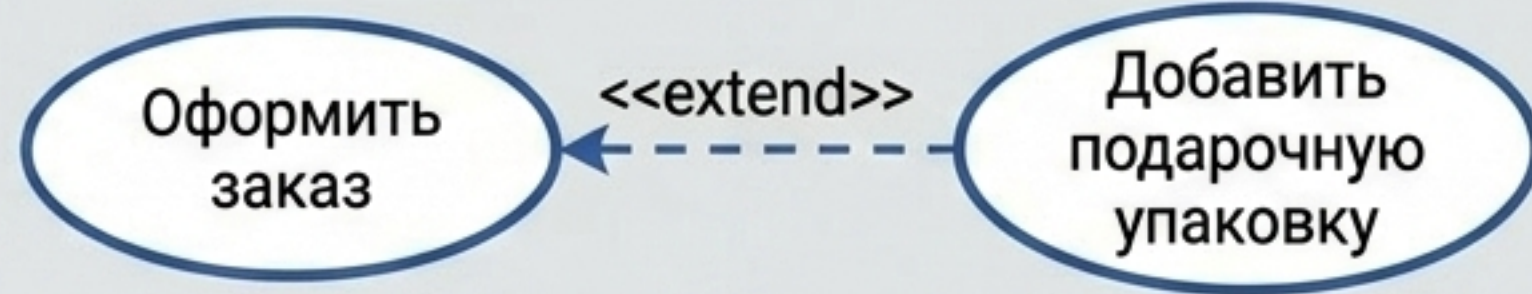 Оформить
заказ
<<extend>>
Добавить
подарочную
упаковку